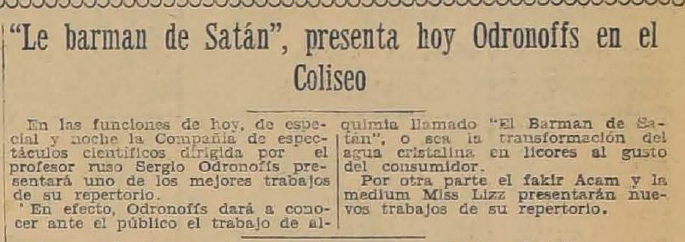 "Le barman de Satán", presenta hoy Odronoffs en el
Coliseo
En las funciones de hoy, de espe-
cial y noche la Compañía de espec-
táculos científicos dirigida por el
profesor ruso Sergio Odronoffs pre-
sentará uno de los mejores trabajos
de su repertorio.
En efecto, Odronoffs dará a cono-
cer ante el público el trabajo de al-
quimia llamado "El Barman de Sa-
tán", o sea la transformación del
agua cristalina en licores al gusto
del consumidor.
Por otra parte el fakir Acam y la
medium Miss Lizz presentarán nue-
vos trabajos de su repertorio.